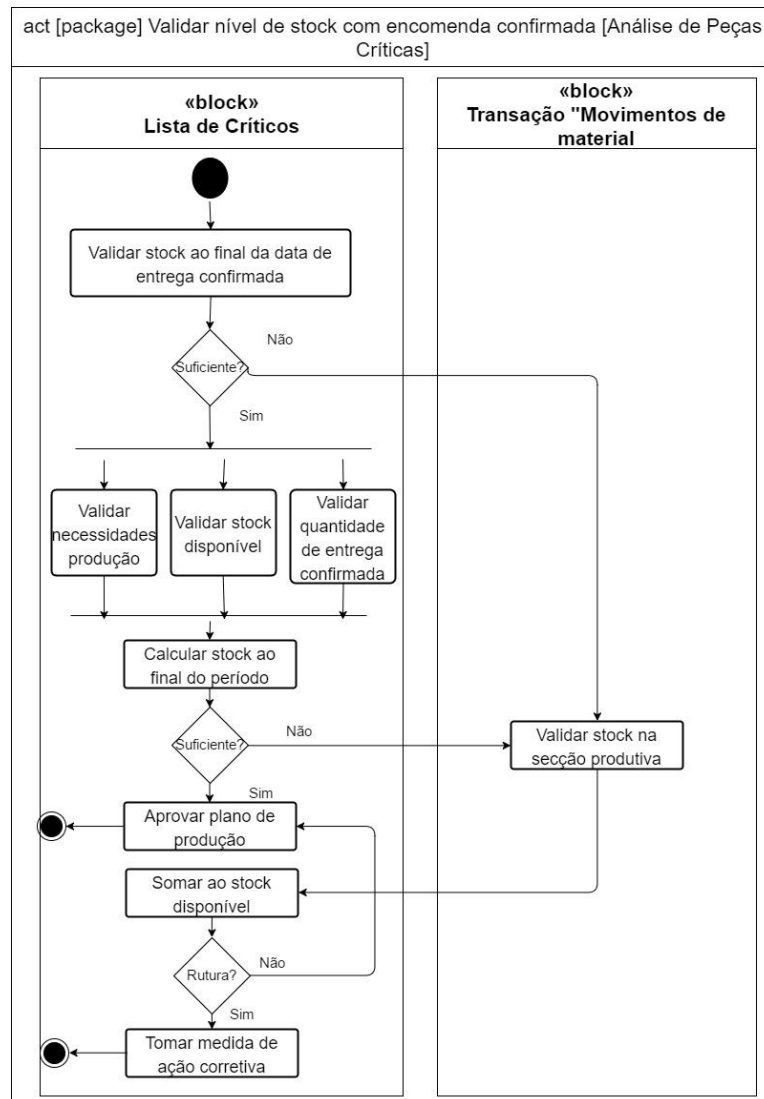 act [package] Validar nível de stock com encomenda confirmada [Análise de Peças
Críticas]
«block»
Lista de Críticos
«block»
Transação "Movimentos de
material
Validar stock ao final da data de
entrega confirmada
Não
Suficiente?
Sim
Validar
necessidades
produção
Validar stock
disponível
Validar
quantidade
de entrega
confirmada
Calcular stock ao
final do período
Suficiente?
Não
Validar stock na
secção produtiva
Sim
Aprovar plano de
produção
Somar ao stock
disponível
Rutura?
Não
Sim
Tomar medida de
ação corretiva